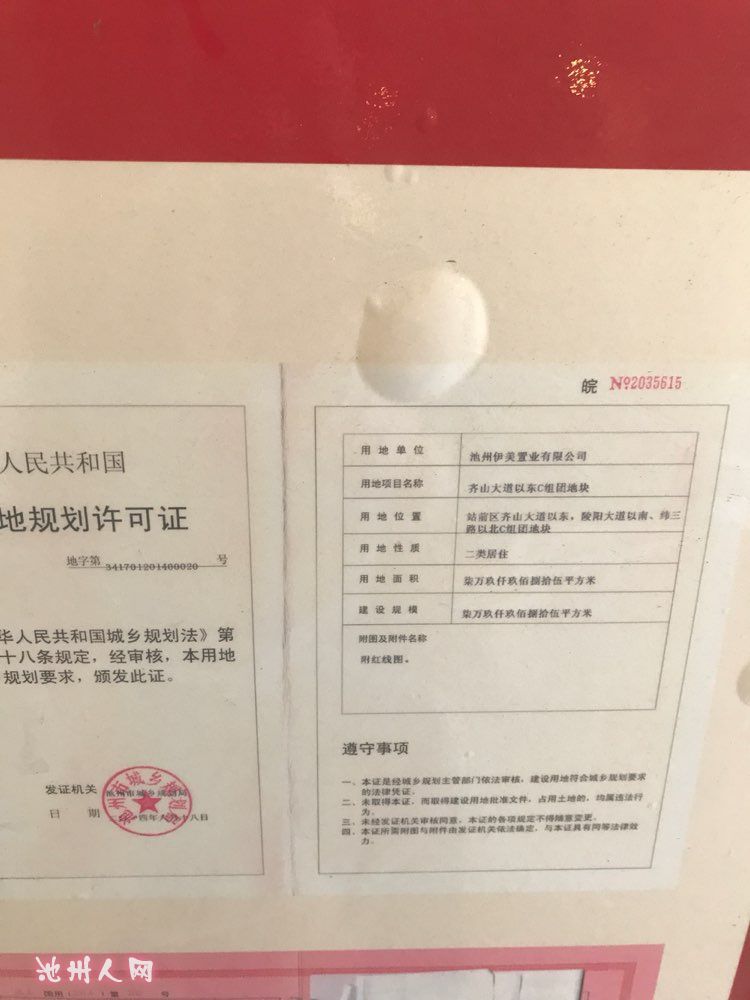 皖 №2035615
人民共和国
地规划许可证
地字第 341701201400020 号
华人民共和国城乡规划法》第
十八条规定，经审核，本用地
规划要求，颁发此证。
发证机关 池州市城乡规划局
日 期
用地单位 池州伊美置业有限公司
用地项目名称 齐山大道以东C组团地块
用地位置 站前区齐山大道以东，陵阳大道以南、纬三
路以北C组团地块
用地性质 二类居住
用地面积 柒万玖仟玖佰捌拾伍平方米
建设规模 柒万玖仟玖佰捌拾伍平方米
附图及附件名称
附红线图。
遵守事项
一、本证是经城乡规划主管部门依法审核，建设用地符合城乡规划要求
的法律凭证。
二、未取得本证，而取得建设用地批准文件，占用土地的，均属违法行
为。
三、未经发证机关审核同意，本证的各项规定不得随意变更。
四、本证所需附图与附件由发证机关依法确定，与本证具有同等法律效
力。
池州人网